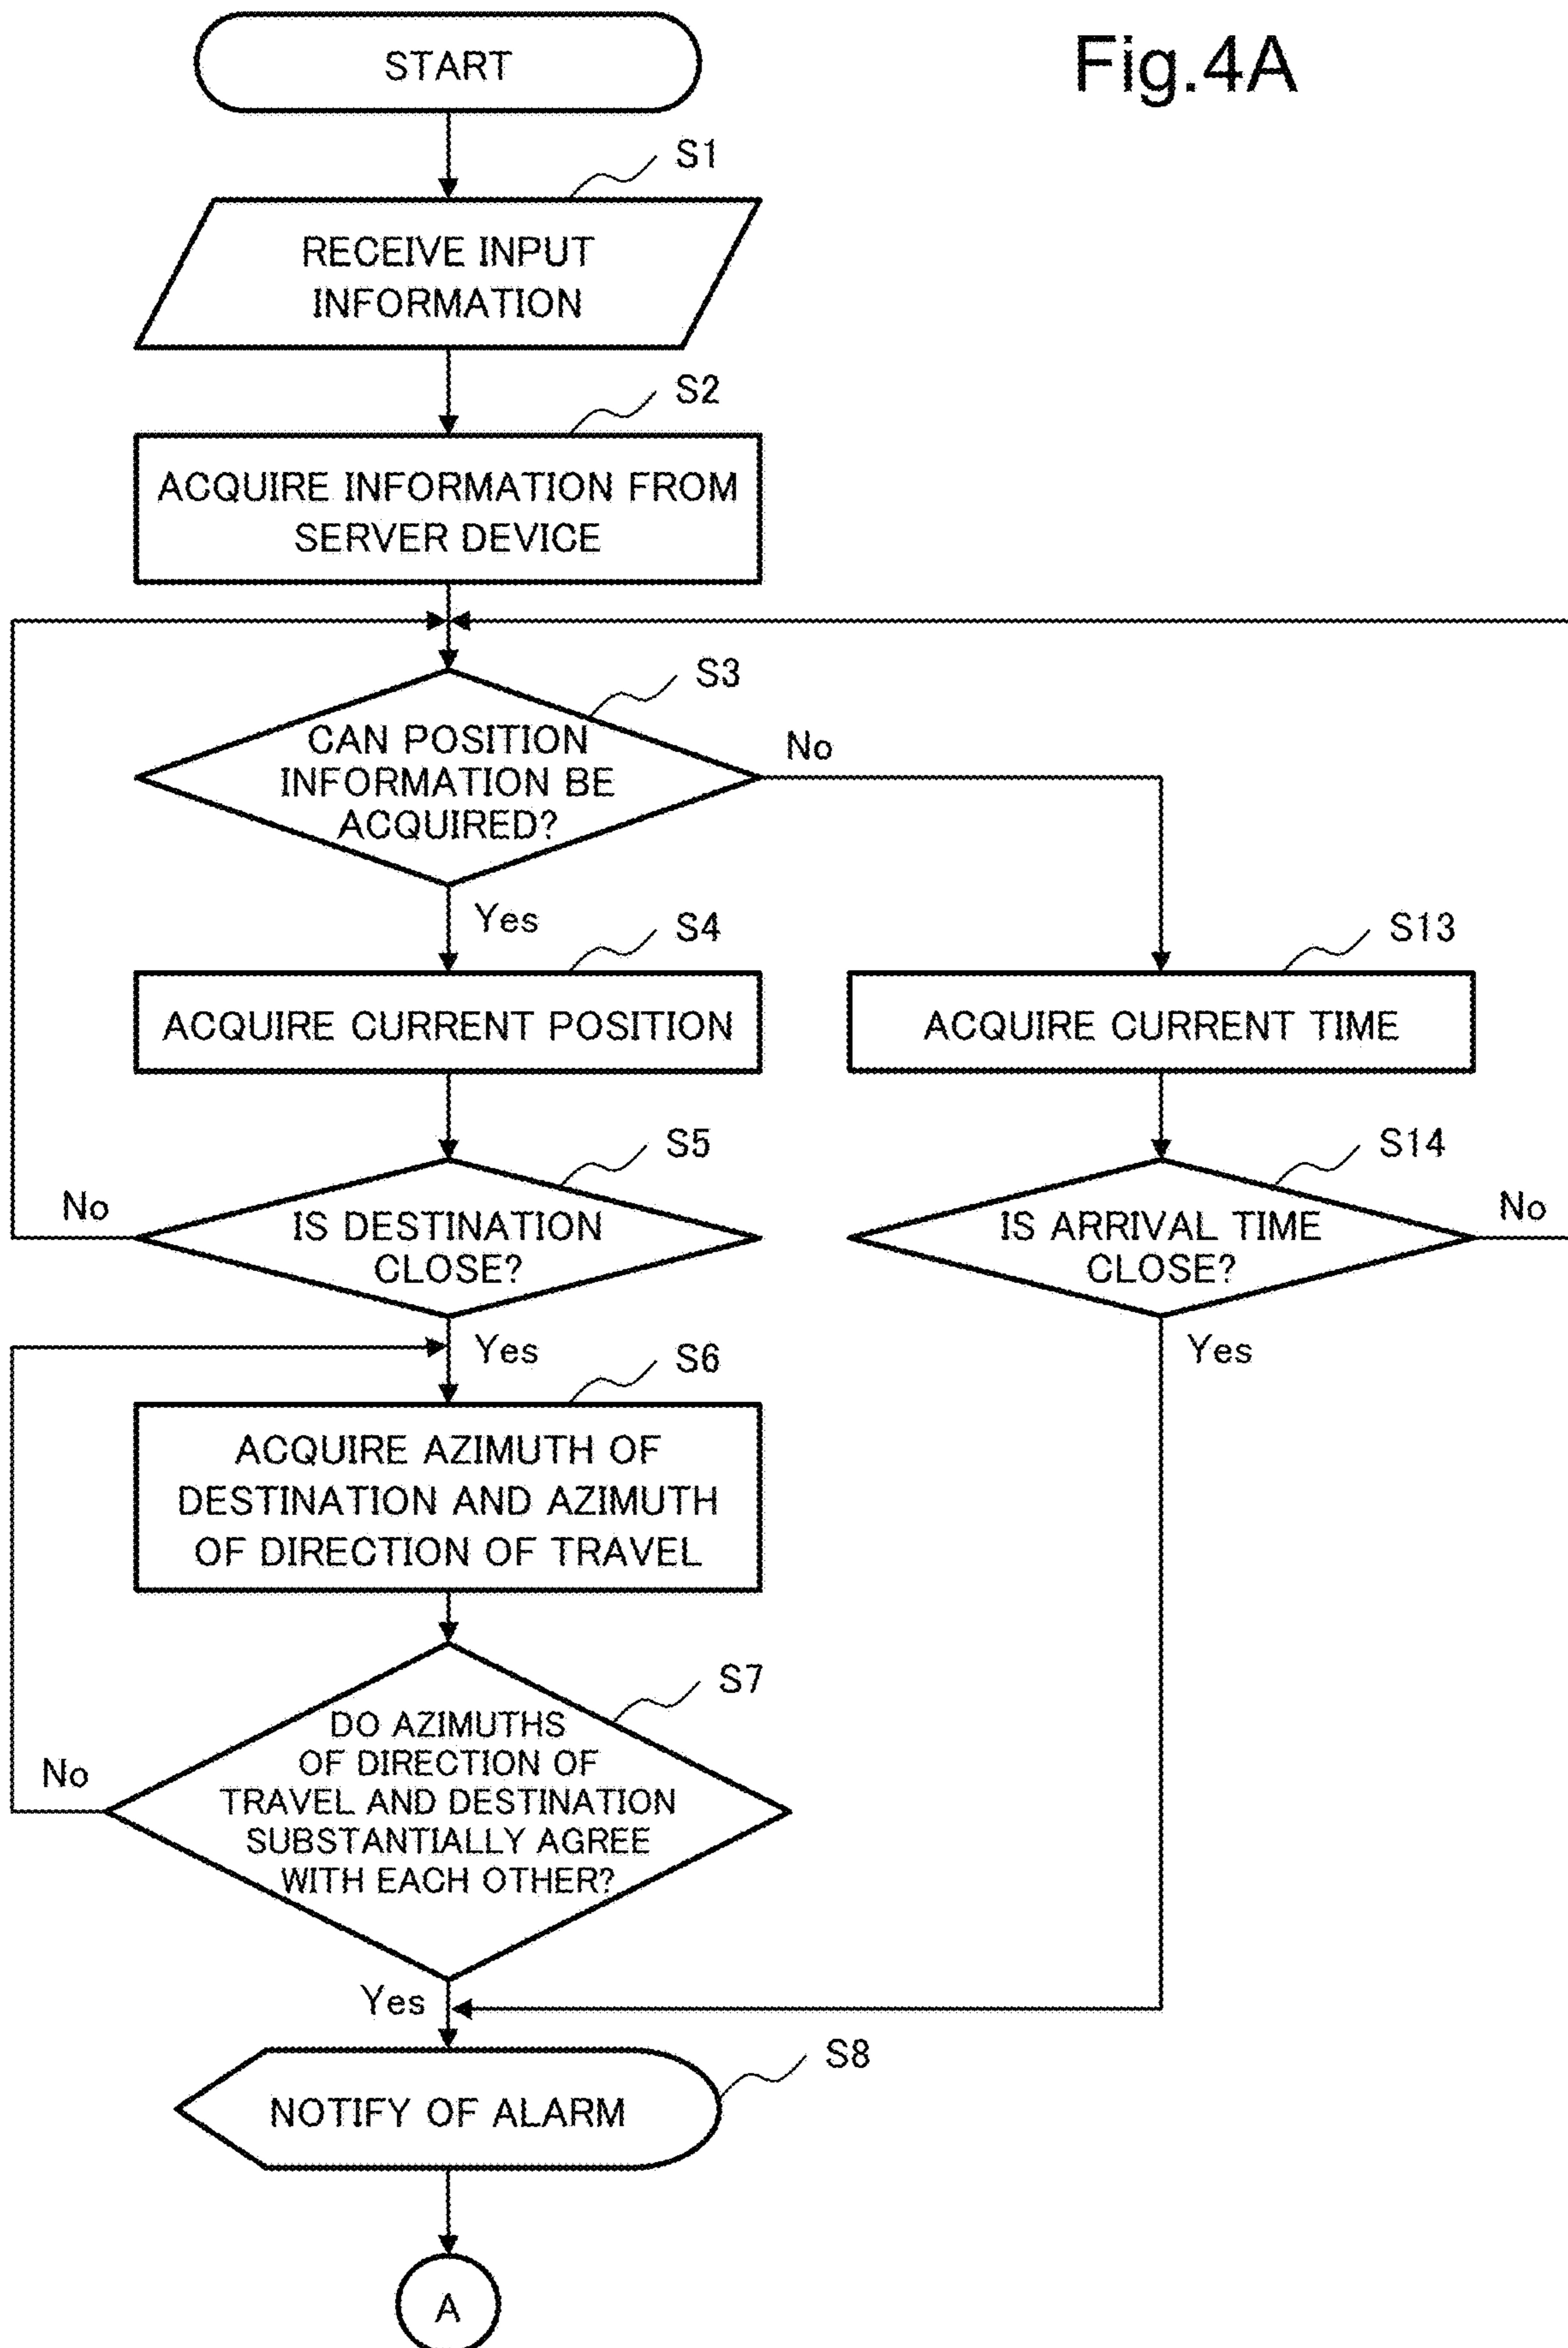 Fig.4A
START
S1
RECEIVE INPUT
INFORMATION
S2
ACQUIRE INFORMATION FROM
SERVER DEVICE
S3
CAN POSITION
INFORMATION BE
ACQUIRED?
No
Yes
S4
ACQUIRE CURRENT POSITION
S13
ACQUIRE CURRENT TIME
S5
IS DESTINATION
CLOSE?
No
Yes
S14
IS ARRIVAL TIME
CLOSE?
No
Yes
S6
ACQUIRE AZIMUTH OF
DESTINATION AND AZIMUTH
OF DIRECTION OF TRAVEL
S7
DO AZIMUTHS
OF DIRECTION OF
TRAVEL AND DESTINATION
SUBSTANTIALLY AGREE
WITH EACH OTHER?
No
Yes
S8
NOTIFY OF ALARM
A